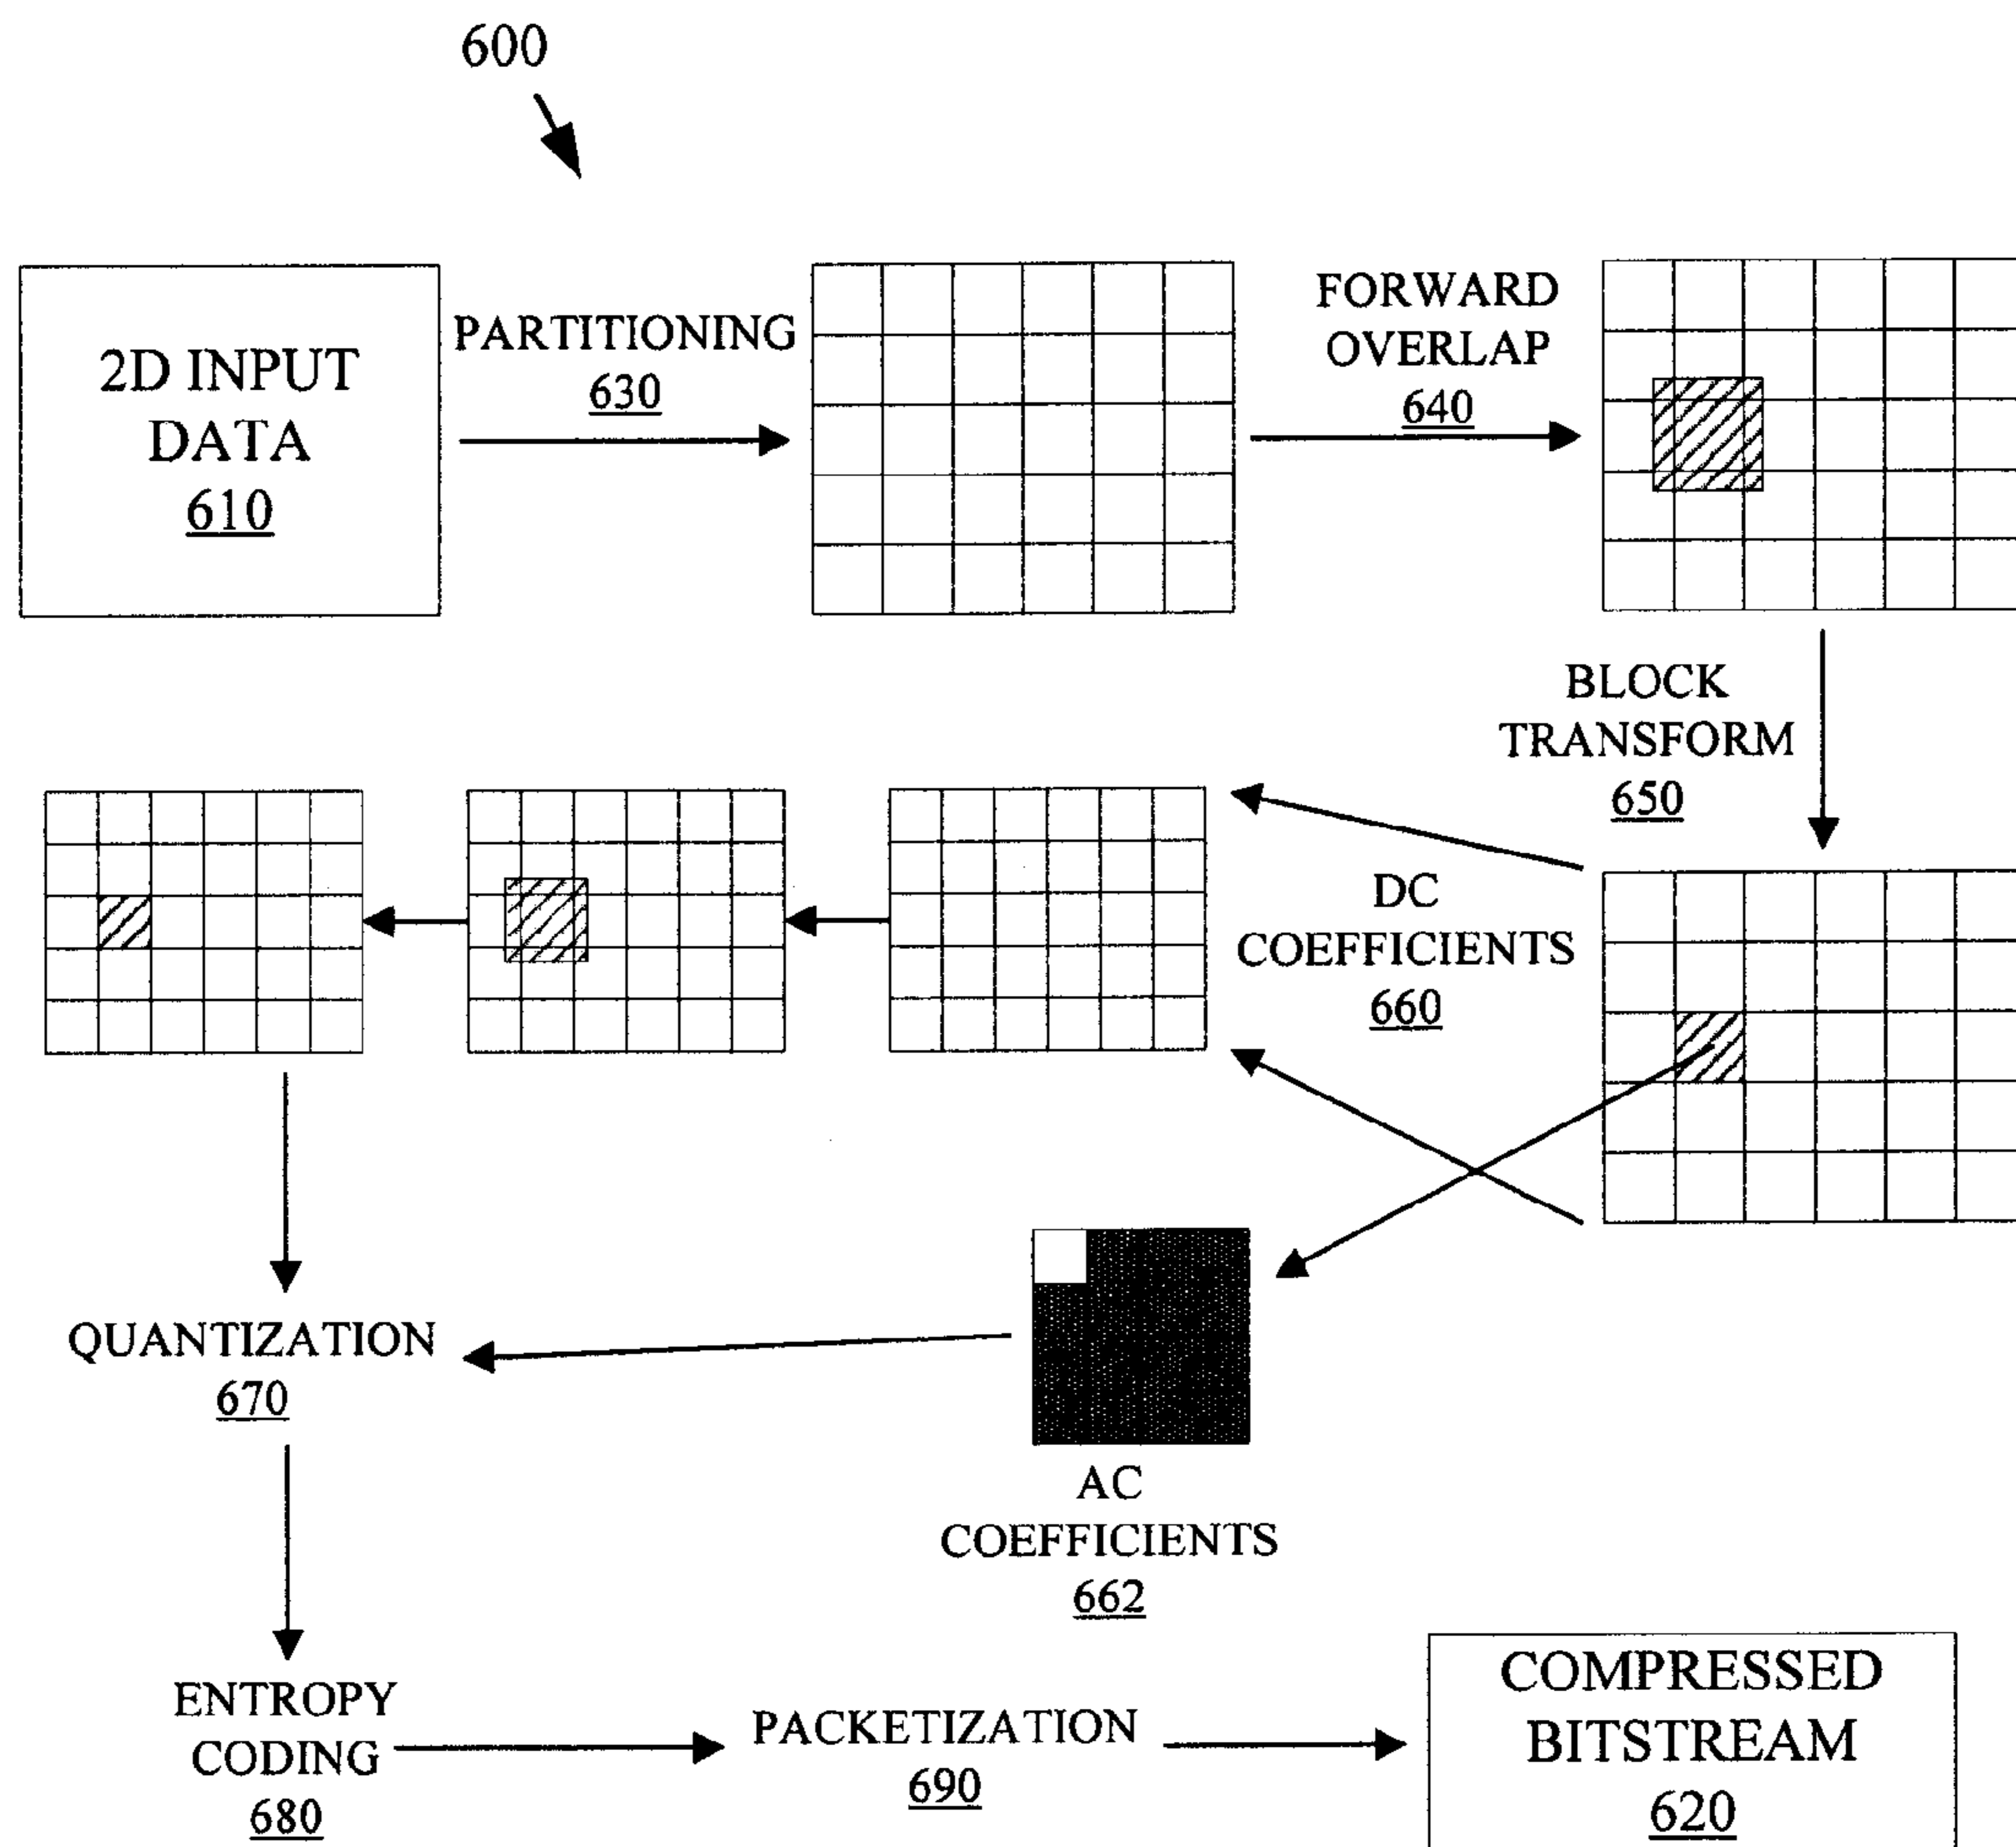 600
2D INPUT
DATA
610
PARTITIONING
630
FORWARD
OVERLAP
640
BLOCK
TRANSFORM
650
DC
COEFFICIENTS
660
QUANTIZATION
670
AC
COEFFICIENTS
662
ENTROPY
CODING
680
PACKETIZATION
690
COMPRESSED
BITSTREAM
620